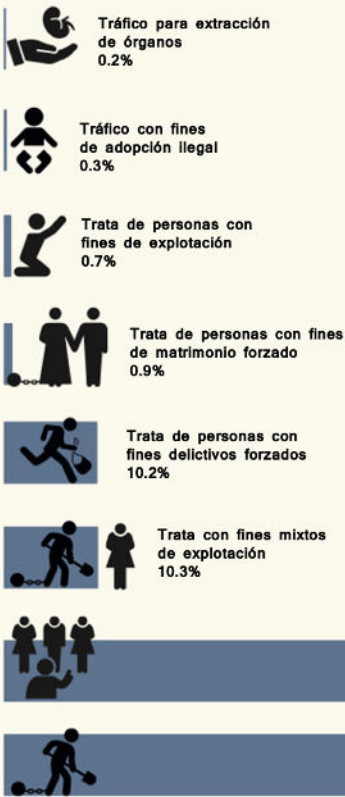 Tráfico para extracción
de órganos
0.2%
Tráfico con fines
de adopción ilegal
0.3%
Trata de personas con
fines de explotación
0.7%
Trata de personas con fines
de matrimonio forzado
0.9%
Trata de personas con
fines delictivos forzados
10.2%
Trata con fines mixtos
de explotación
10.3%